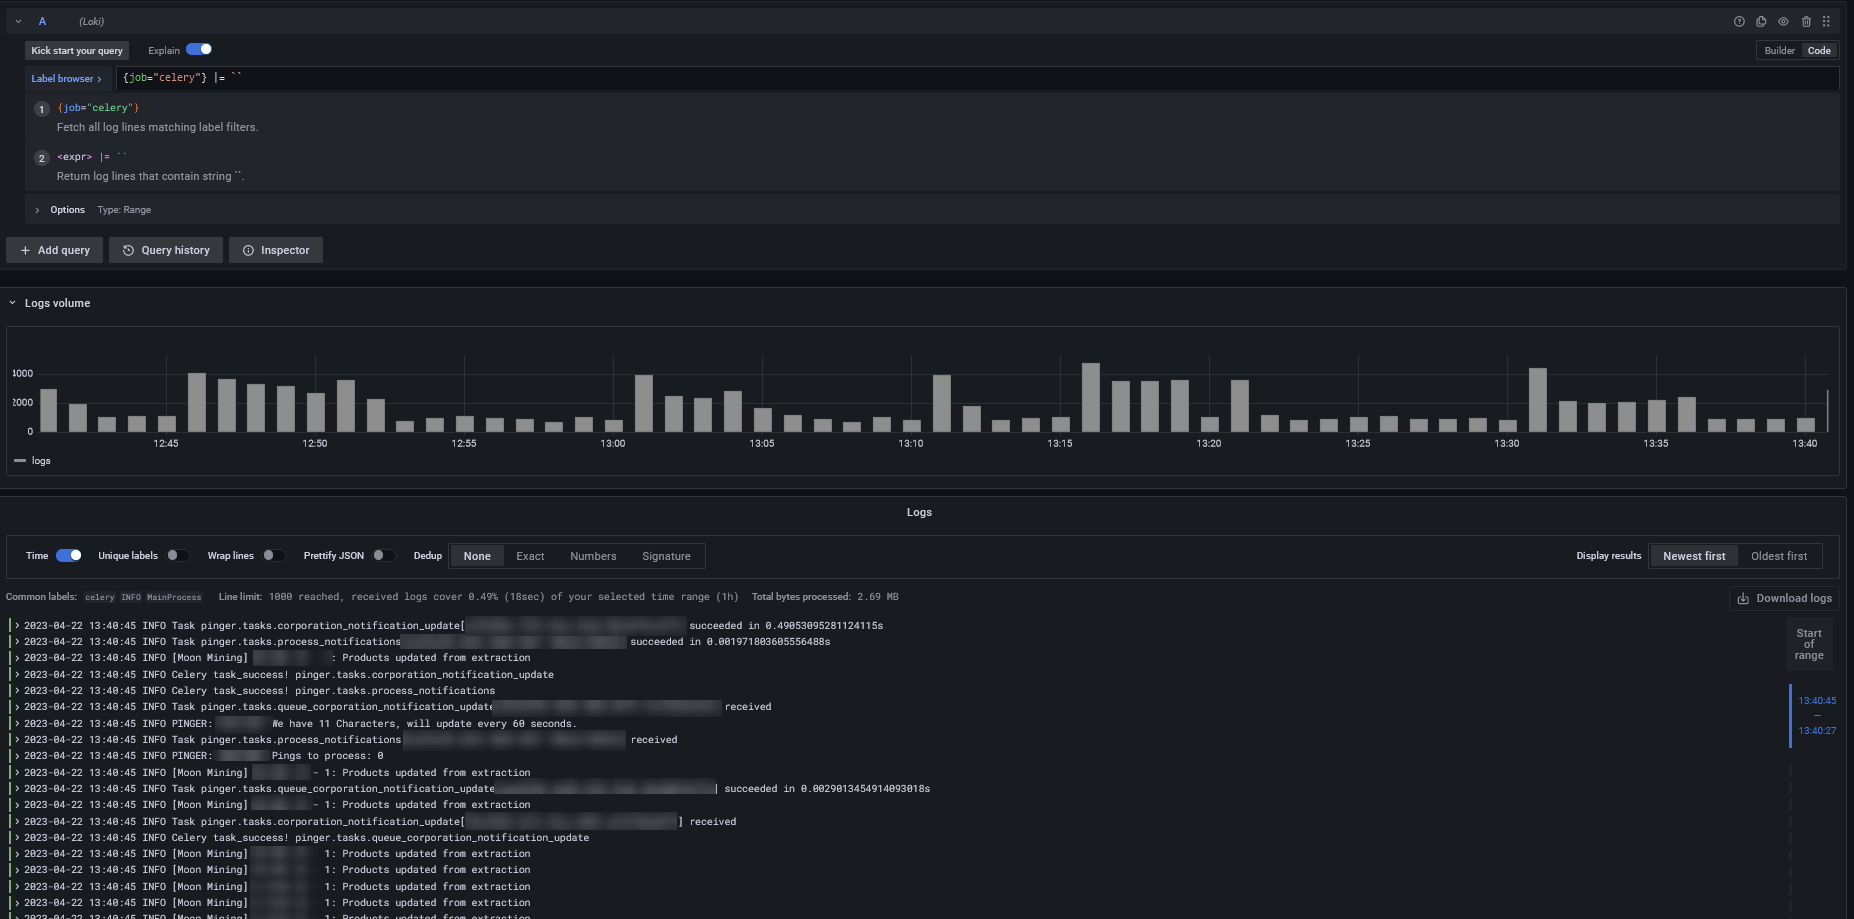 A (Loki)
Kick start your query Explain Builder Code
Label browser > {job="celery"} |= ``
1 {job="celery"}
Fetch all log lines matching label filters.
2 <expr> |= ``
Return log lines that contain string ``.
> Options Type: Range
+ Add query Query history Inspector
Logs volume
4000
2000
0
12:45 12:50 12:55 13:00 13:05 13:10 13:15 13:20 13:25 13:30 13:35 13:40
logs
Logs
Time Unique labels Wrap lines Prettify JSON Dedup None Exact Numbers Signature Display results Newest first Oldest first
Common labels: celery INFO MainProcess Line limit: 1000 reached, received logs cover 0.49% (18sec) of your selected time range (1h) Total bytes processed: 2.69 MB Download logs
> 2023-04-22 13:40:45 INFO Task pinger.tasks.corporation_notification_update[ succeeded in 0.49053095281124115s
> 2023-04-22 13:40:45 INFO Task pinger.tasks.process_notifications succeeded in 0.001971803605556488s
> 2023-04-22 13:40:45 INFO [Moon Mining] : Products updated from extraction
> 2023-04-22 13:40:45 INFO Celery task_success! pinger.tasks.corporation_notification_update
> 2023-04-22 13:40:45 INFO Celery task_success! pinger.tasks.process_notifications
> 2023-04-22 13:40:45 INFO Task pinger.tasks.queue_corporation_notification_update received
> 2023-04-22 13:40:45 INFO PINGER: We have 11 Characters, will update every 60 seconds.
> 2023-04-22 13:40:45 INFO Task pinger.tasks.process_notifications received
> 2023-04-22 13:40:45 INFO PINGER: Pings to process: 0
> 2023-04-22 13:40:45 INFO [Moon Mining] - 1: Products updated from extraction
> 2023-04-22 13:40:45 INFO Task pinger.tasks.queue_corporation_notification_update ] succeeded in 0.0029013454914093018s
> 2023-04-22 13:40:45 INFO [Moon Mining] - 1: Products updated from extraction
> 2023-04-22 13:40:45 INFO Task pinger.tasks.corporation_notification_update[ ] received
> 2023-04-22 13:40:45 INFO Celery task_success! pinger.tasks.queue_corporation_notification_update
> 2023-04-22 13:40:45 INFO [Moon Mining] 1: Products updated from extraction
> 2023-04-22 13:40:45 INFO [Moon Mining] 1: Products updated from extraction
> 2023-04-22 13:40:45 INFO [Moon Mining] 1: Products updated from extraction
> 2023-04-22 13:40:45 INFO [Moon Mining] 1: Products updated from extraction
> 2023-04-22 13:40:45 INFO [Moon Mining] 1: Products updated from extraction
Start
of
range
13:40:45
—
13:40:27